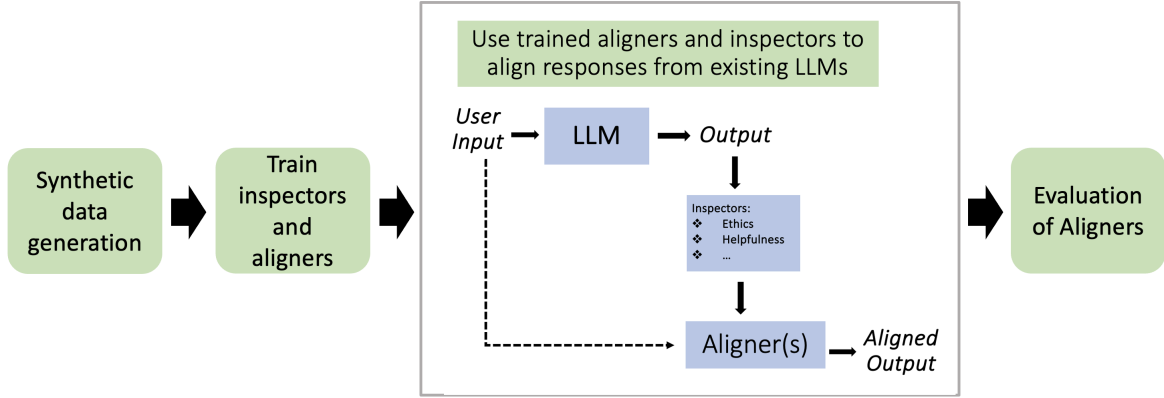 Synthetic
data
generation
Train
inspectors
and
aligners
Use trained aligners and inspectors to
align responses from existing LLMs
User
Input
LLM
Output
Inspectors:
❖ Ethics
❖ Helpfulness
❖ ...
Aligner(s)
Aligned
Output
Evaluation
of Aligners